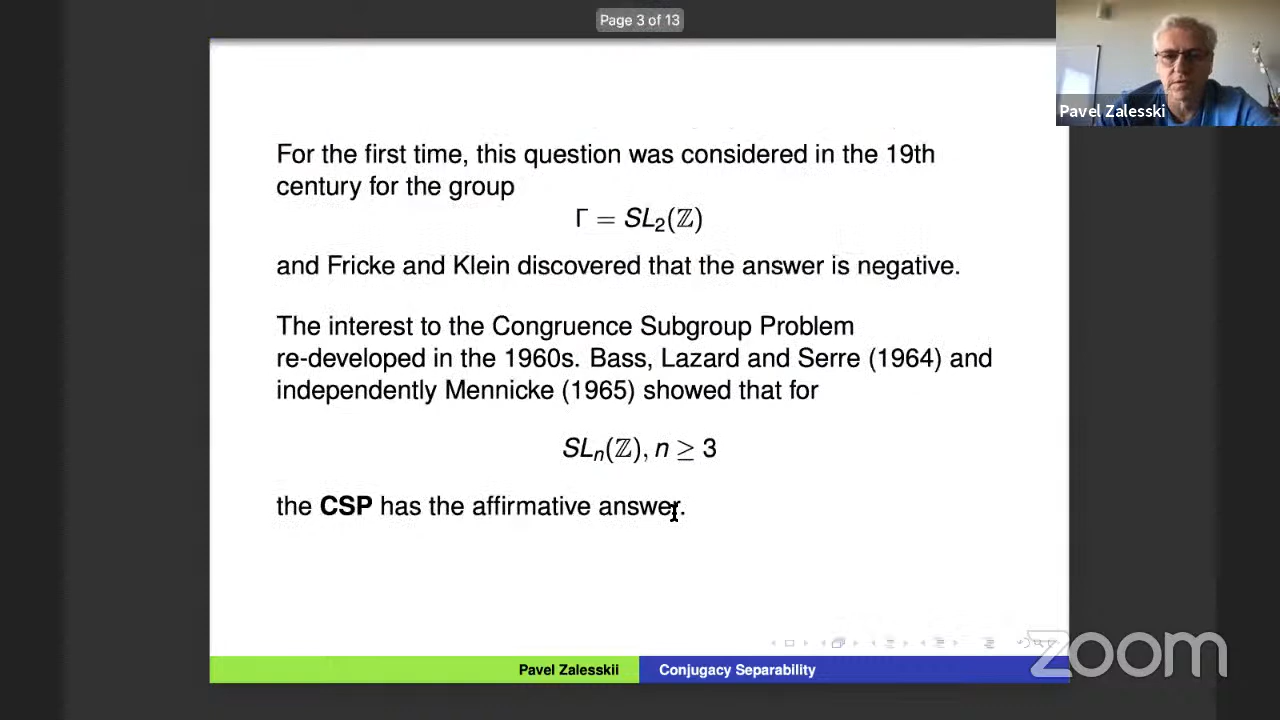 Page 3 of 13
Pavel Zalesski
For the first time, this question was considered in the 19th
century for the group
Γ = SL₂(ℤ)
and Fricke and Klein discovered that the answer is negative.
The interest to the Congruence Subgroup Problem
re-developed in the 1960s. Bass, Lazard and Serre (1964) and
independently Mennicke (1965) showed that for
SLₙ(ℤ), n ≥ 3
the CSP has the affirmative answer.
Pavel Zalesskii Conjugacy Separability
zoom